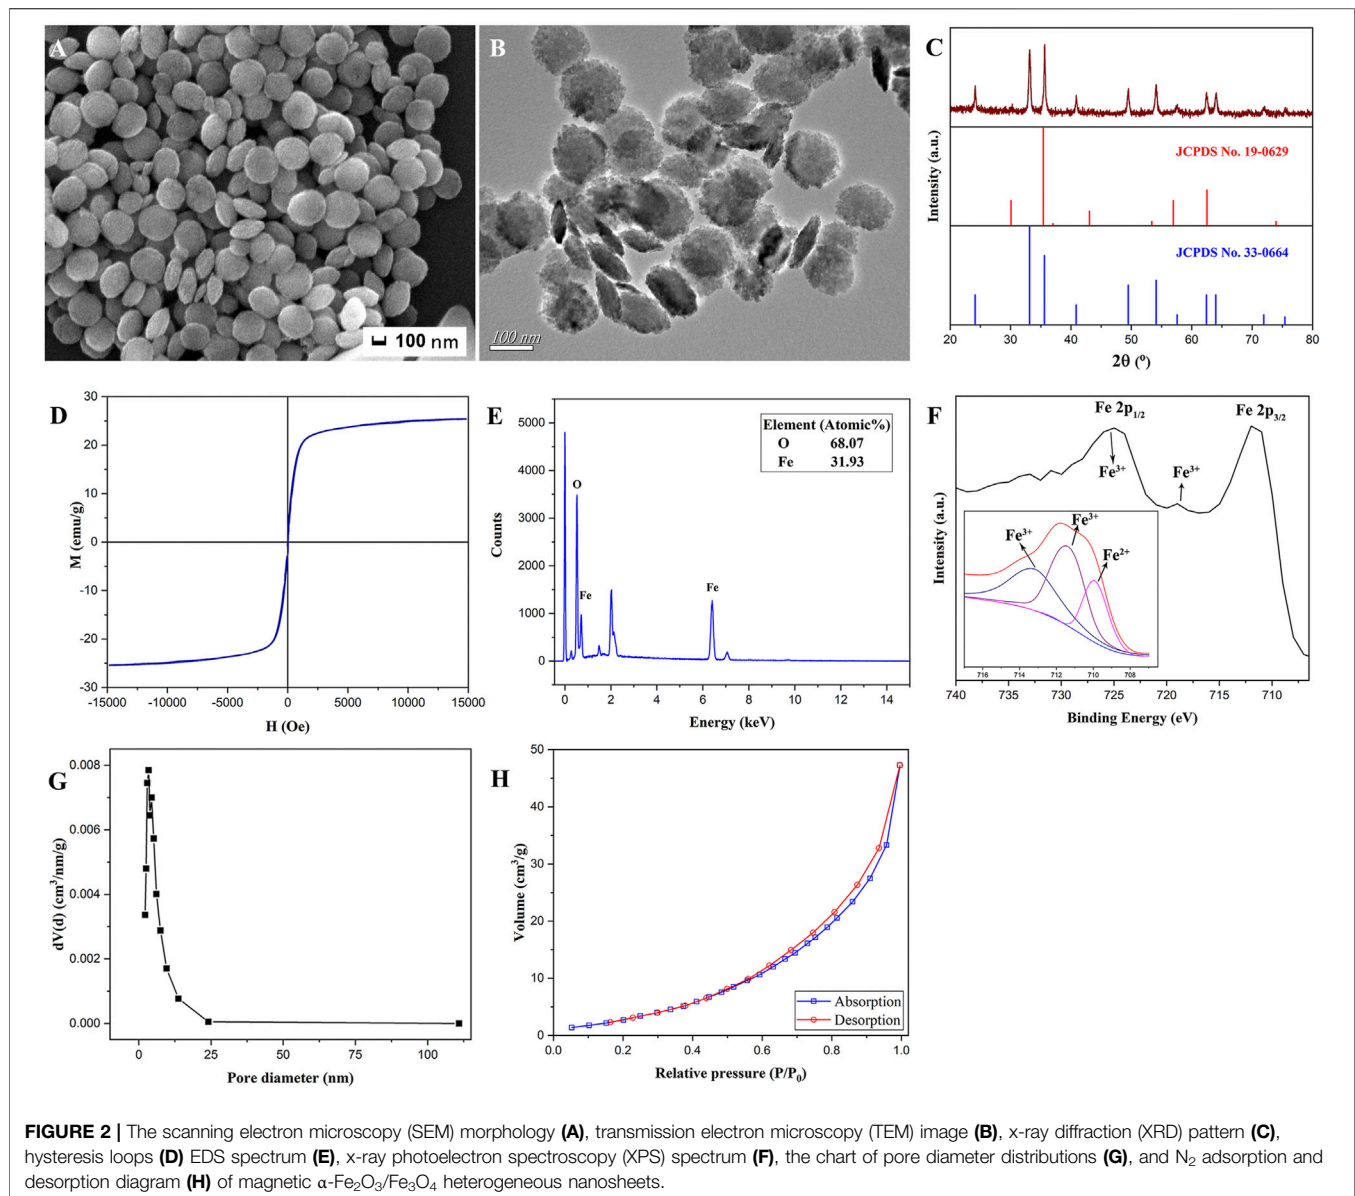 A
100 nm
B
100 nm
C
Intensity (a.u.)
JCPDS No. 19-0629
JCPDS No. 33-0664
20 30 40 50 60 70 80
2θ (º)
D
M (emu/g)
30
20
10
0
-10
-20
-30
-15000 -10000 -5000 0 5000 10000 15000
H (Oe)
E
Counts
5000
4000
3000
2000
1000
0
Element (Atomic%)
O 68.07
Fe 31.93
O
Fe
Fe
0 2 4 6 8 10 12 14
Energy (keV)
F
Intensity (a.u.)
Fe 2p1/2
Fe 2p3/2
Fe3+
Fe3+
Fe3+
Fe3+
Fe2+
716 714 712 710 708
740 735 730 725 720 715 710
Binding Energy (eV)
G
dV(d) (cm3/nm/g)
0.008
0.006
0.004
0.002
0.000
0 25 50 75 100
Pore diameter (nm)
H
Volume (cm3/g)
50
40
30
20
10
0
Absorption
Desorption
0.0 0.2 0.4 0.6 0.8 1.0
Relative pressure (P/P0)
FIGURE 2 | The scanning electron microscopy (SEM) morphology (A), transmission electron microscopy (TEM) image (B), x-ray diffraction (XRD) pattern (C),
hysteresis loops (D) EDS spectrum (E), x-ray photoelectron spectroscopy (XPS) spectrum (F), the chart of pore diameter distributions (G), and N2 adsorption and
desorption diagram (H) of magnetic α-Fe2O3/Fe3O4 heterogeneous nanosheets.